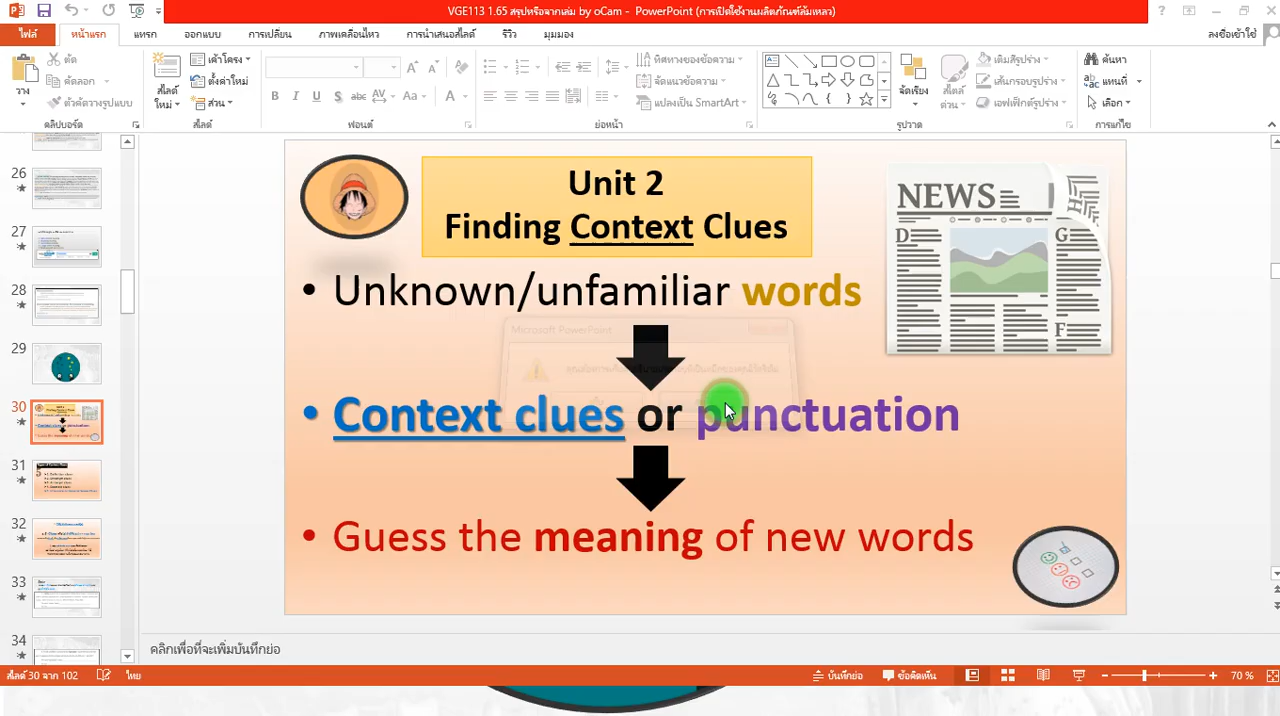 VGE113 1.65 สรุปหรือจากเล่ม by oCam - PowerPoint (การเปิดใช้งานผลิตภัณฑ์ล้มเหลว)
ไฟล์ หน้าแรก แทรก ออกแบบ การเปลี่ยน ภาพเคลื่อนไหว การนำเสนอสไลด์ รีวิว มุมมอง ลงชื่อเข้าใช้
วาง
ตัด
คัดลอก
ตัวคัดวางรูปแบบ
คลิปบอร์ด
สไลด์
ใหม่
เค้าโครง
ตั้งค่าใหม่
ส่วน
สไลด์
B I U S abc AV Aa A
ฟอนต์
ทิศทางของข้อความ
จัดแนวข้อความ
แปลงเป็น SmartArt
ย่อหน้า
จัดเรียง
สไตล์
ด่วน
เติมสีรูปร่าง
เส้นกรอบรูปร่าง
เอฟเฟ็กต์รูปร่าง
รูปวาด
ค้นหา
แทนที่
เลือก
การแก้ไข
26
27
28
29
30
31
32
33
34
Unit 2
Finding Context Clues
NEWS
D
G
F
• Unknown/unfamiliar words
Microsoft PowerPoint
• Context clues or punctuation
• Guess the meaning of new words
คลิกเพื่อที่จะเพิ่มบันทึกย่อ
สไลด์ 30 จาก 102 ไทย บันทึกย่อ ข้อคิดเห็น 70 %